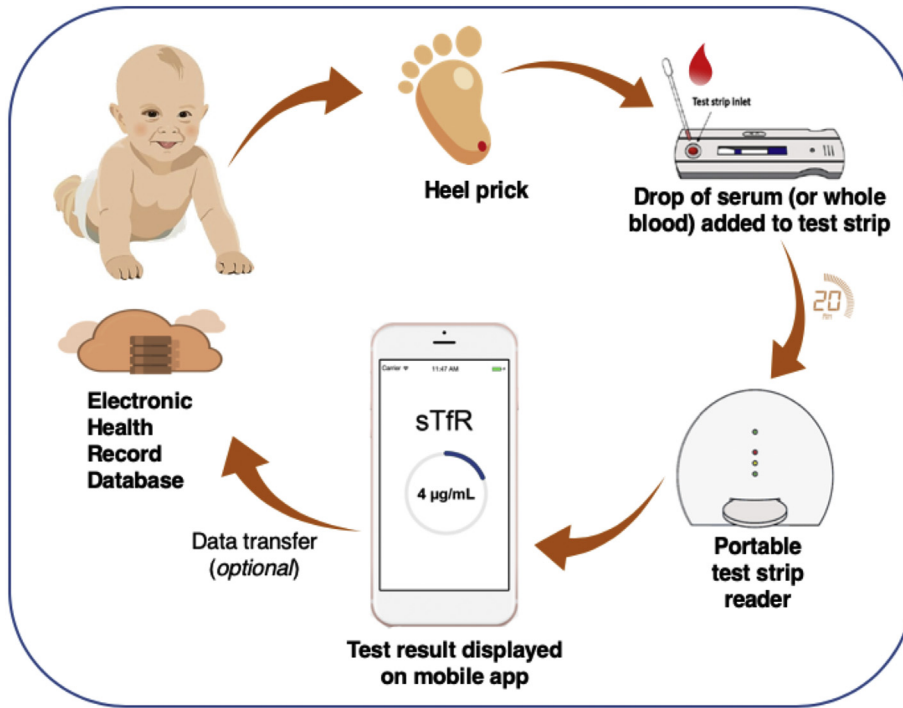 Test strip inlet
Heel prick
Drop of serum (or whole
blood) added to test strip
20
Min
Carrier
11:47 AM
sTfR
4 µg/mL
Electronic
Health
Record
Database
Data transfer
(optional)
Portable
test strip
reader
Test result displayed
on mobile app